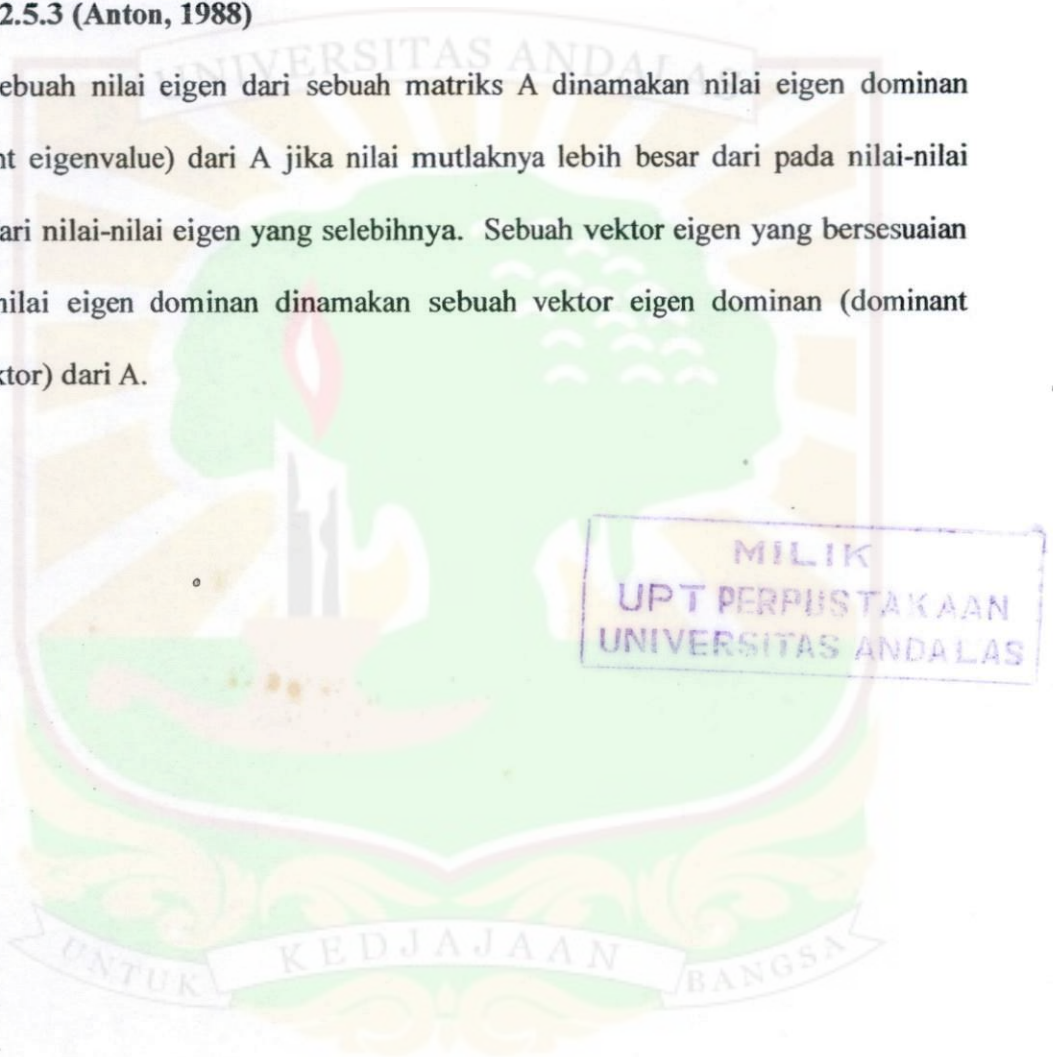 2.5.3 (Anton, 1988)
UNIVERSITAS ANDALAS
ebuah nilai eigen dari sebuah matriks A dinamakan nilai eigen dominan
nt eigenvalue) dari A jika nilai mutlaknya lebih besar dari pada nilai-nilai
ari nilai-nilai eigen yang selebihnya. Sebuah vektor eigen yang bersesuaian
nilai eigen dominan dinamakan sebuah vektor eigen dominan (dominant
ktor) dari A.
MILIK
UPT PERPUSTAKAAN
UNIVERSITAS ANDALAS
UNTUK KEDJAJAAN BANGSA